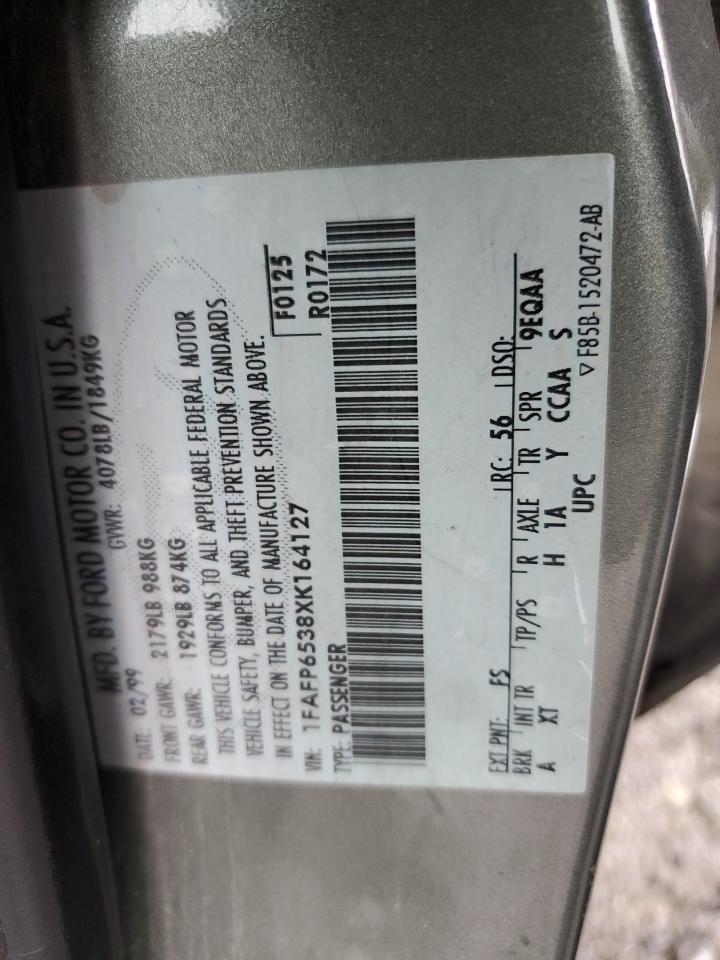 MFD. BY FORD MOTOR CO. IN U.S.A.
DATE: 02/99 GVWR: 4078LB/1849KG
FRONT GAWR: 2179LB 988KG
REAR GAWR: 1929LB 874KG
THIS VEHICLE CONFORMS TO ALL APPLICABLE FEDERAL MOTOR
VEHICLE SAFETY, BUMPER, AND THEFT PREVENTION STANDARDS
IN EFFECT ON THE DATE OF MANUFACTURE SHOWN ABOVE.
VIN: 1FAFP6538XK164127 F0125
TYPE: PASSENGER R0172
EXT PNT: FS RC: 56 DSO:
BRK INT TR TP/PS R AXLE TR SPR 9EQAA
A XT H 1A Y CCAA S
UPC ▽ F85B-1520472-AB